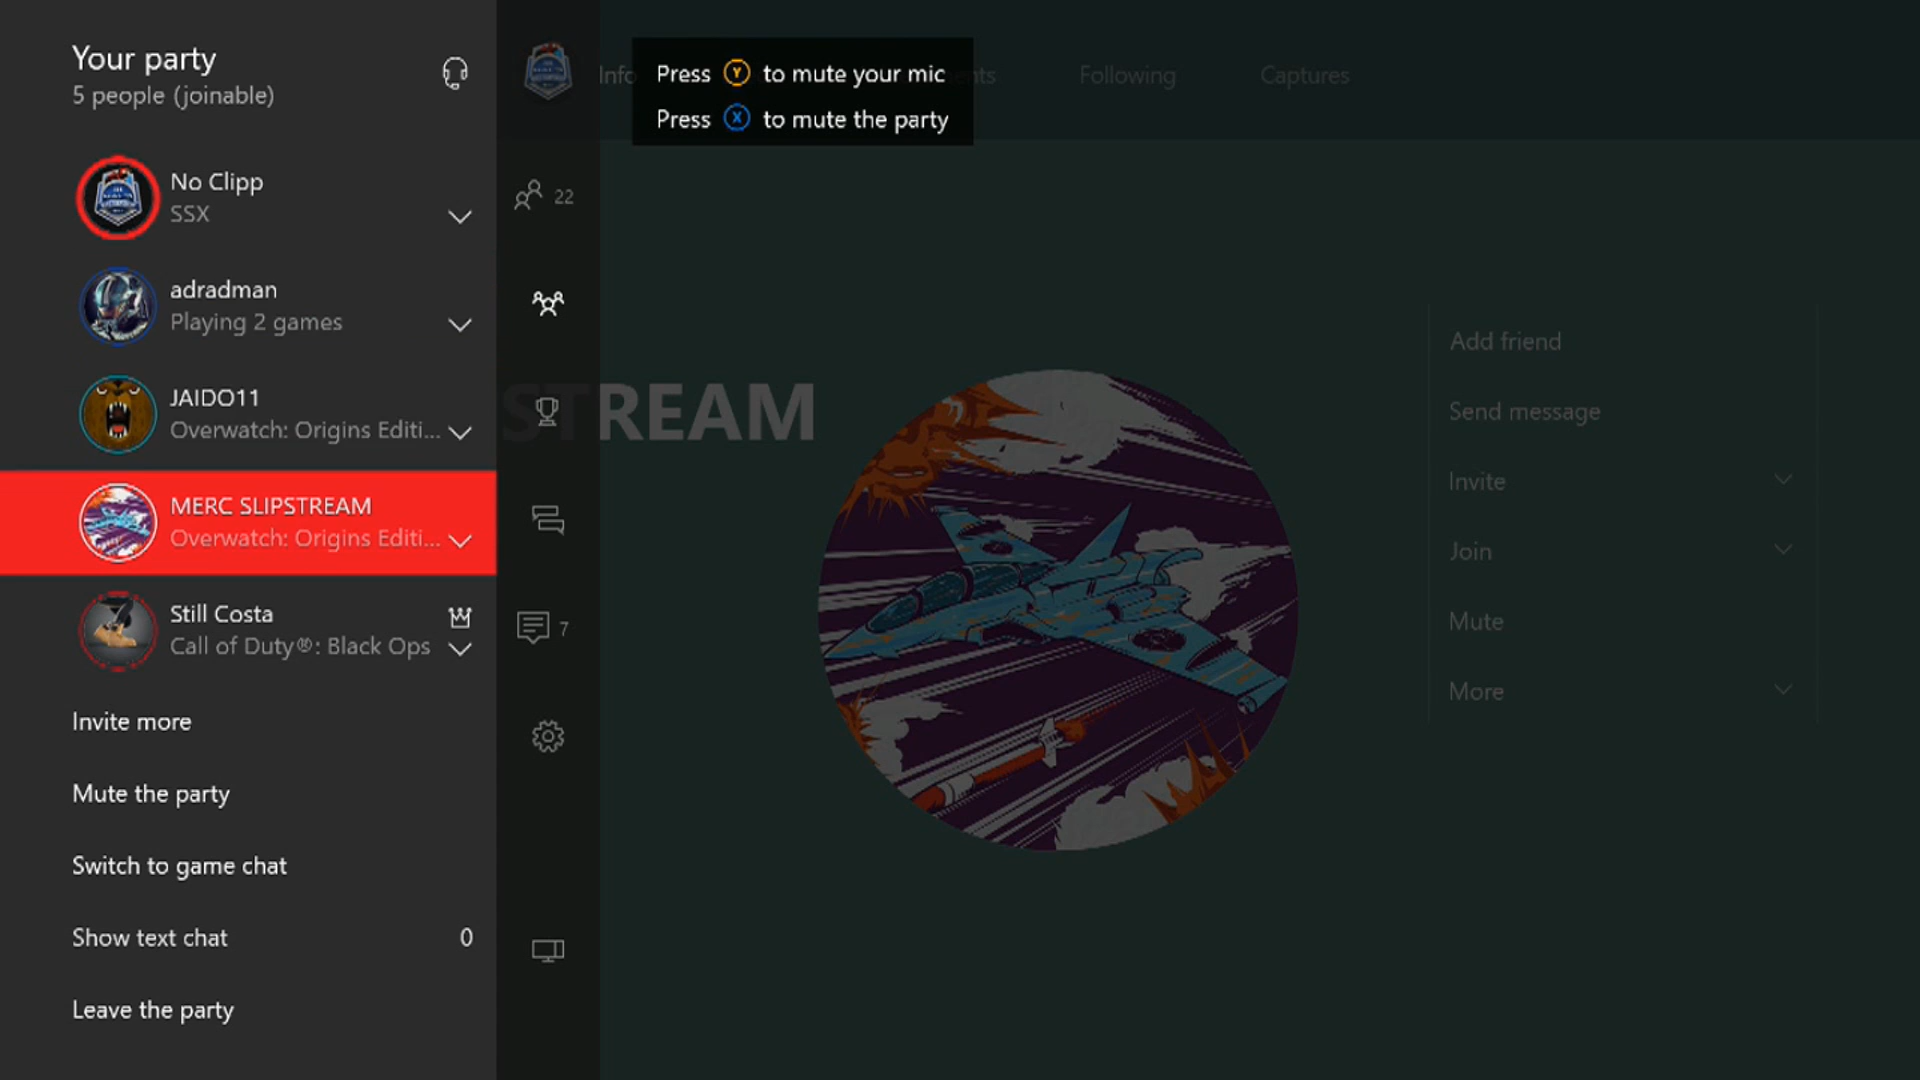 Your party
5 people (joinable)
No Clipp
SSX
adradman
Playing 2 games
JAIDO11
Overwatch: Origins Editi...
MERC SLIPSTREAM
Overwatch: Origins Editi...
Still Costa
Call of Duty®: Black Ops
Invite more
Mute the party
Switch to game chat
Show text chat 0
Leave the party
22
7
Info
Press Y to mute your mic
Press X to mute the party
Following
Captures
STREAM
Add friend
Send message
Invite
Join
Mute
More